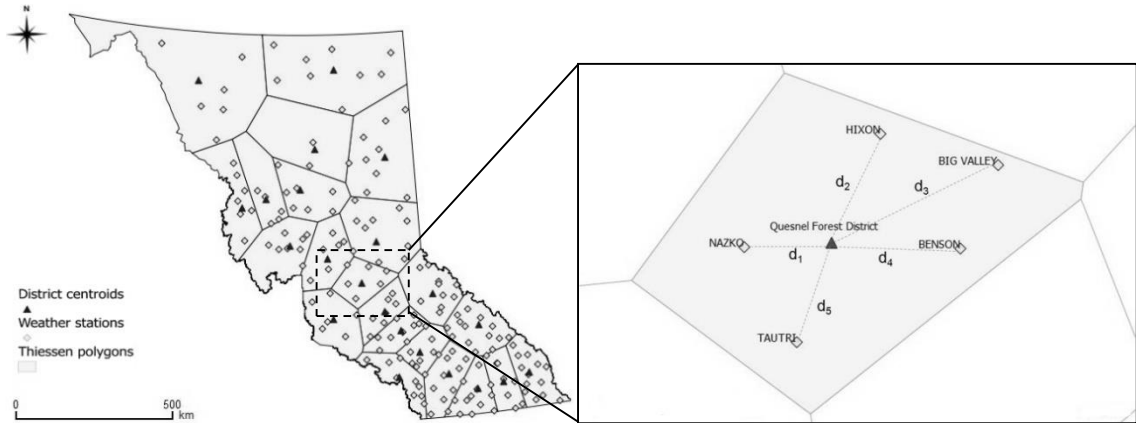 N
District centroids
Weather stations
Thiessen polygons
0 500
km
HIXON
BIG VALLEY
d2
d3
Quesnel Forest District
NAZKO
BENSON
d1
d4
d5
TAUTRI